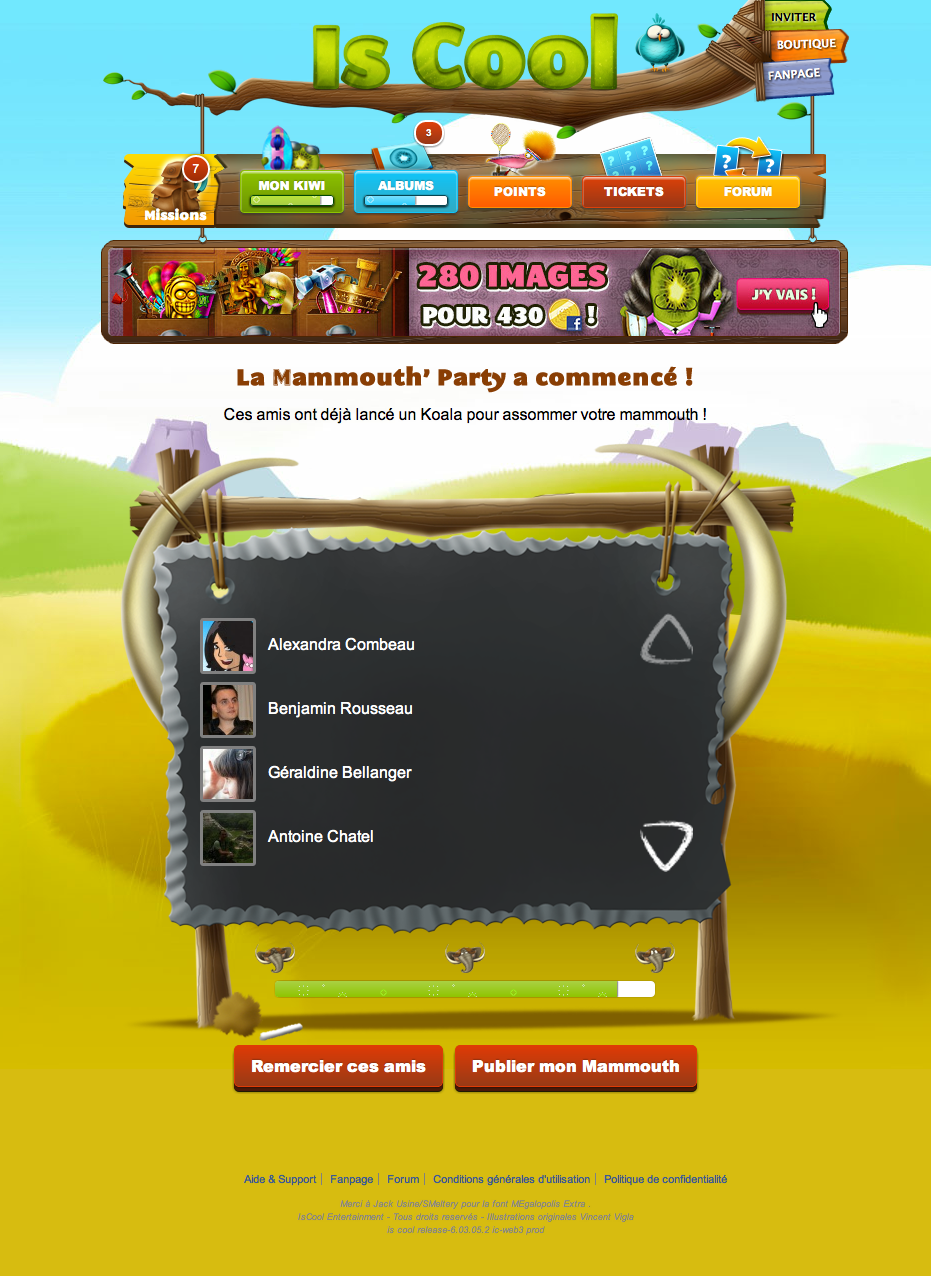 Is Cool
INVITER
BOUTIQUE
FANPAGE
7
Missions
MON KIWI
3
ALBUMS
POINTS
? ? ? ?
TICKETS
? ?
FORUM
280 IMAGES
POUR 430 f !
J'Y VAIS !
La Mammouth' Party a commencé !
Ces amis ont déjà lancé un Koala pour assommer votre mammouth !
Alexandra Combeau
Benjamin Rousseau
Géraldine Bellanger
Antoine Chatel
Remercier ces amis
Publier mon Mammouth
Aide & Support | Fanpage | Forum | Conditions générales d'utilisation | Politique de confidentialité
Merci à Jack Usine/SMeltery pour le font MEgalopolis Extre .
IsCool Entertainment - Tous droits reservés - Illustrations originales Vincent Vigla
is cool release-6.03.05.2 ic-web3.prod